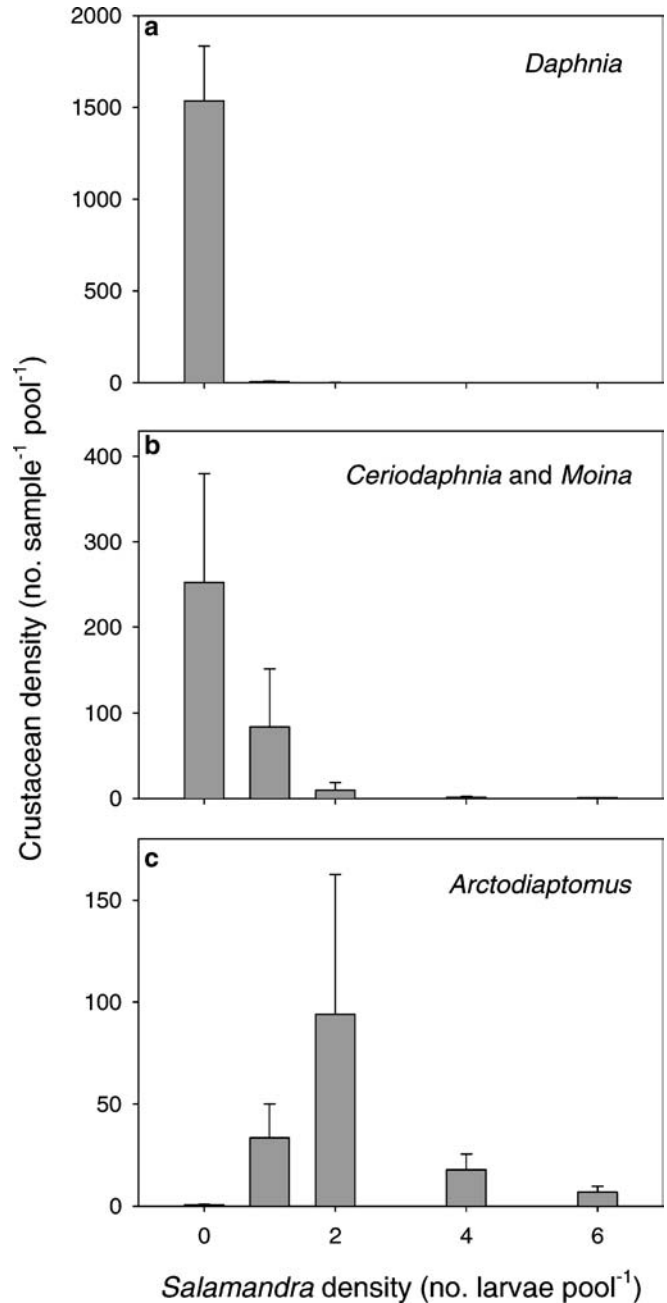 a
Daphnia
2000
1500
1000
500
0
b
Ceriodaphnia and Moina
400
300
200
100
0
c
Arctodiaptomus
150
100
50
0
0 2 4 6
Crustacean density (no. sample⁻¹ pool⁻¹)
Salamandra density (no. larvae pool⁻¹)